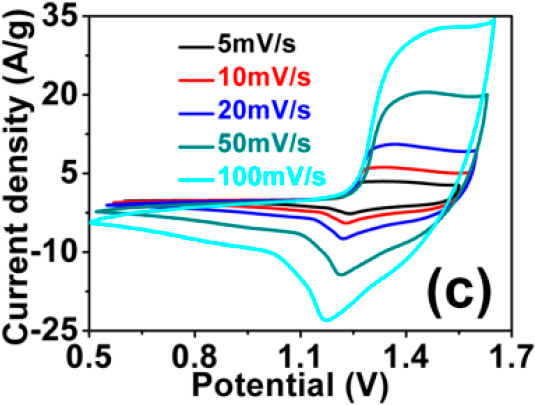 35
20
5
-10
-25
Current density (A/g)
5mV/s
10mV/s
20mV/s
50mV/s
100mV/s
(c)
0.5 0.8 1.1 1.4 1.7
Potential (V)